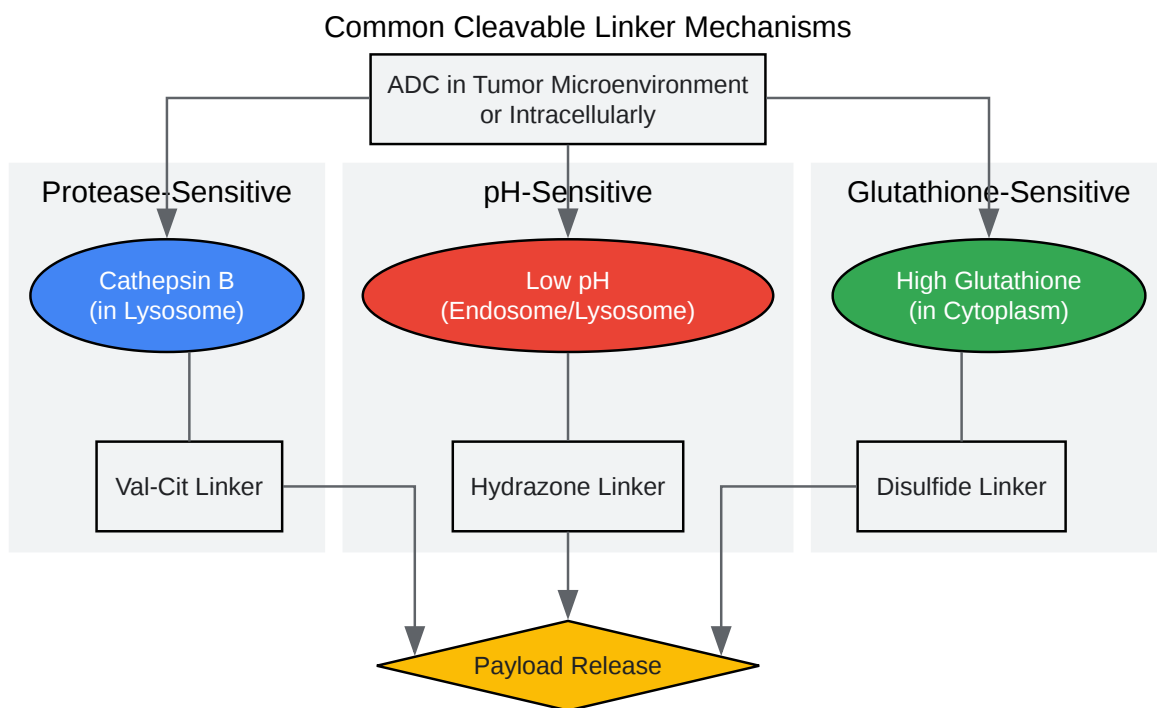 Common Cleavable Linker Mechanisms
ADC in Tumor Microenvironment
or Intracellularly
Protease-Sensitive
pH-Sensitive
Glutathione-Sensitive
Cathepsin B
(in Lysosome)
Low pH
(Endosome/Lysosome)
High Glutathione
(in Cytoplasm)
Val-Cit Linker
Hydrazone Linker
Disulfide Linker
Payload Release